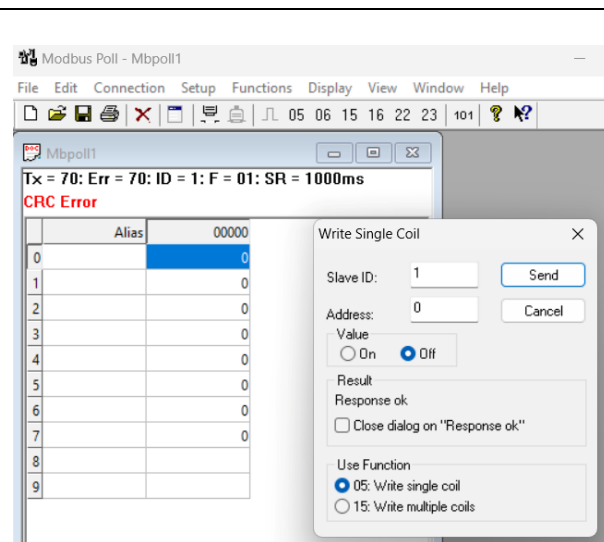 Modbus Poll - Mbpoll1
File Edit Connection Setup Functions Display View Window Help
05 06 15 16 22 23 101
Mbpoll1
Tx = 70: Err = 70: ID = 1: F = 01: SR = 1000ms
CRC Error
Alias 00000
0 0
1 0
2 0
3 0
4 0
5 0
6 0
7 0
8
9
Write Single Coil
Slave ID: 1 Send
Address: 0 Cancel
Value
On Off
Result
Response ok
Close dialog on "Response ok"
Use Function
05: Write single coil
15: Write multiple coils